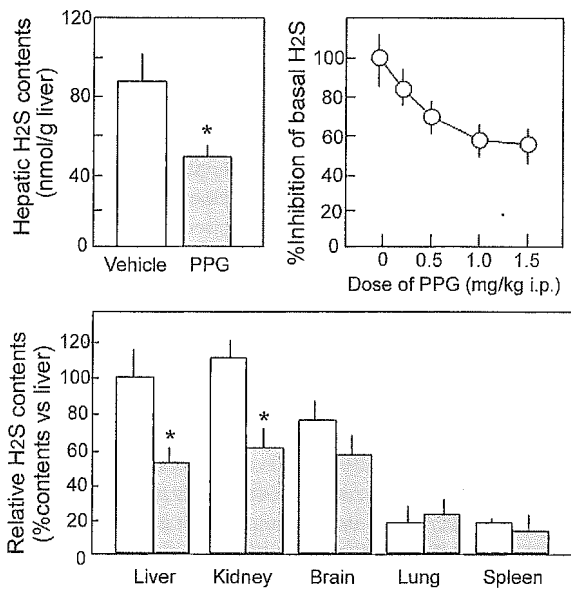 Hepatic H2S contents
(nmol/g liver)
120
80
40
0
*
Vehicle
PPG
%Inhibition of basal H2S
100
80
60
40
20
0
0
0.5
1.0
1.5
Dose of PPG (mg/kg i.p.)
Relative H2S contents
(%contents vs liver)
120
100
80
60
40
20
0
*
*
Liver
Kidney
Brain
Lung
Spleen